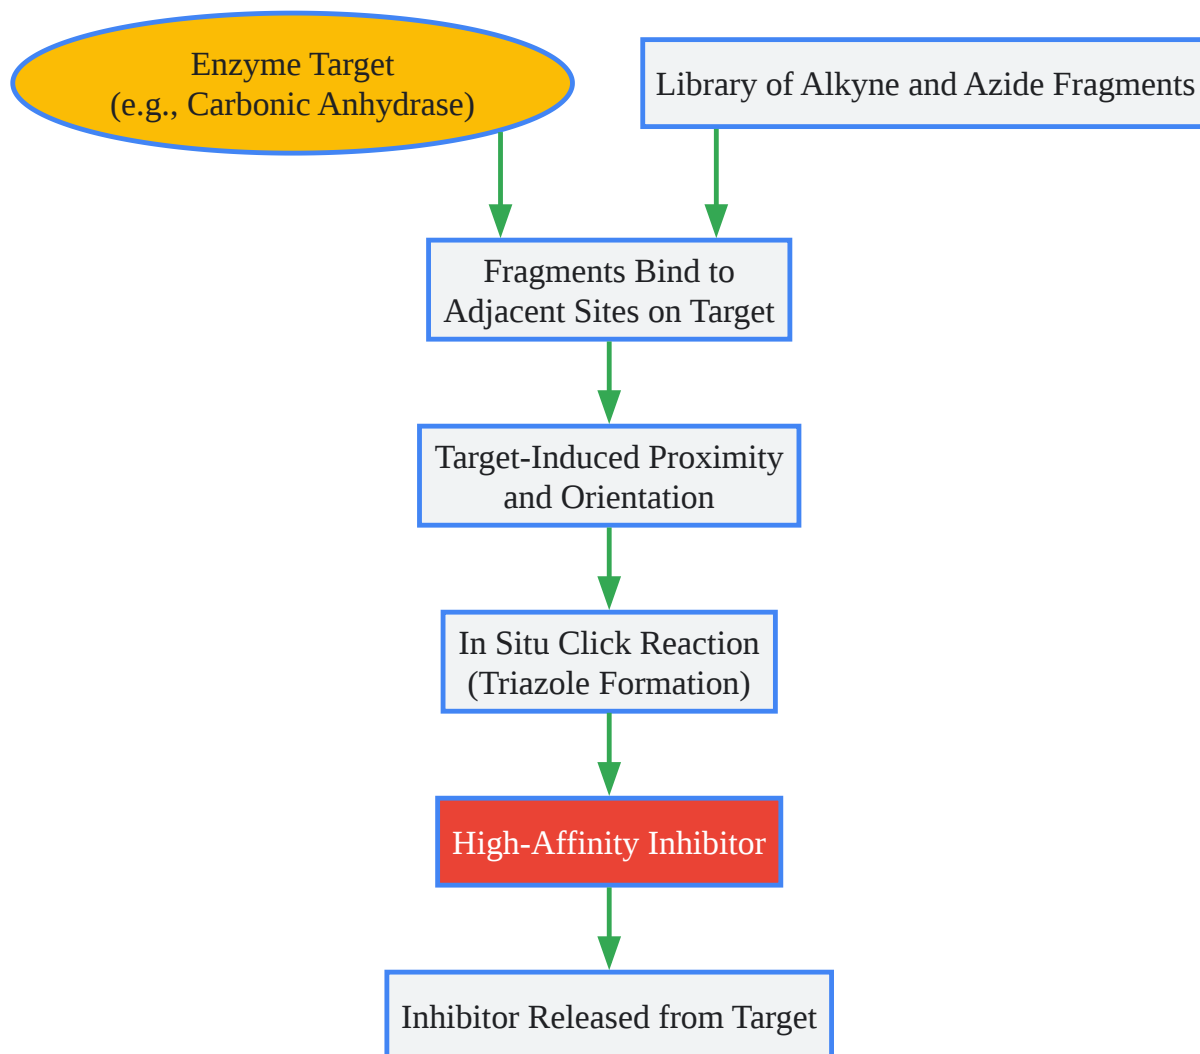 Enzyme Target
(e.g., Carbonic Anhydrase)
Library of Alkyne and Azide Fragments
Fragments Bind to
Adjacent Sites on Target
Target-Induced Proximity
and Orientation
In Situ Click Reaction
(Triazole Formation)
High-Affinity Inhibitor
Inhibitor Released from Target